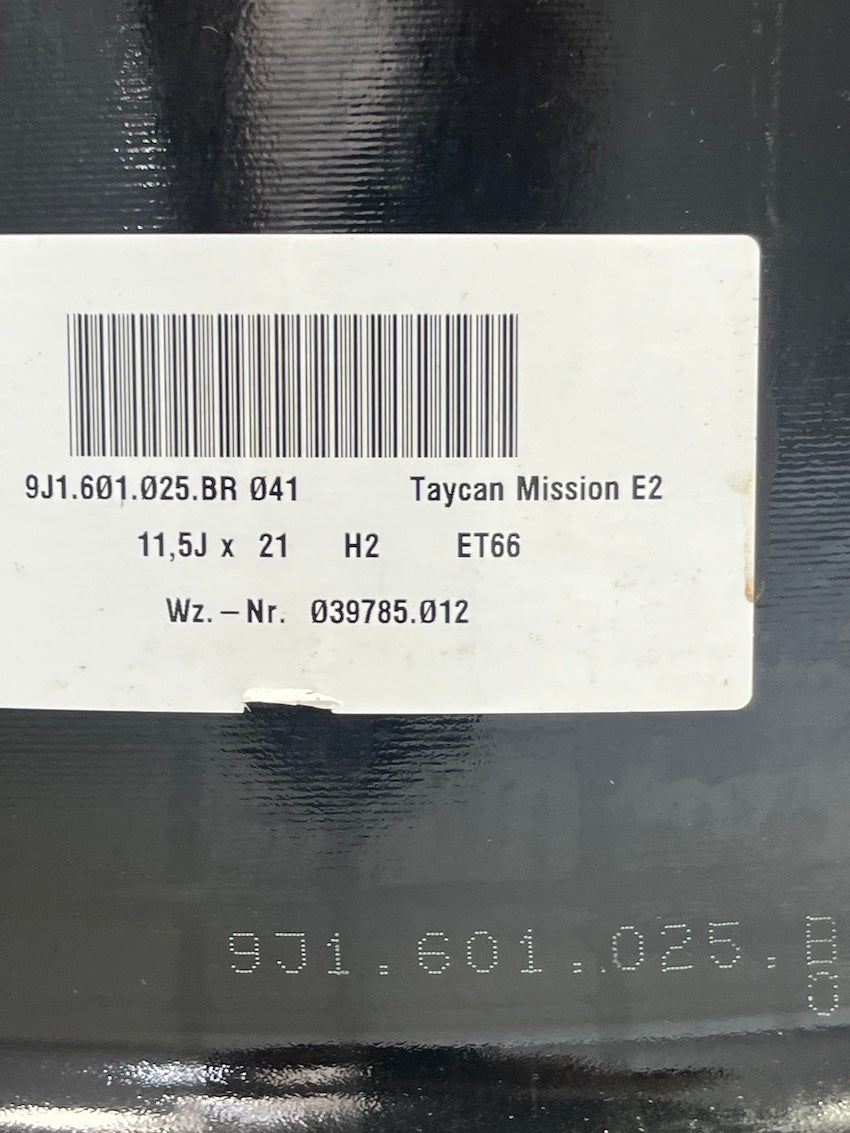 9J1.601.025.BR 041 Taycan Mission E2
11,5J x 21 H2 ET66
Wz.-Nr. 039785.012
9J1.601.025.B
C